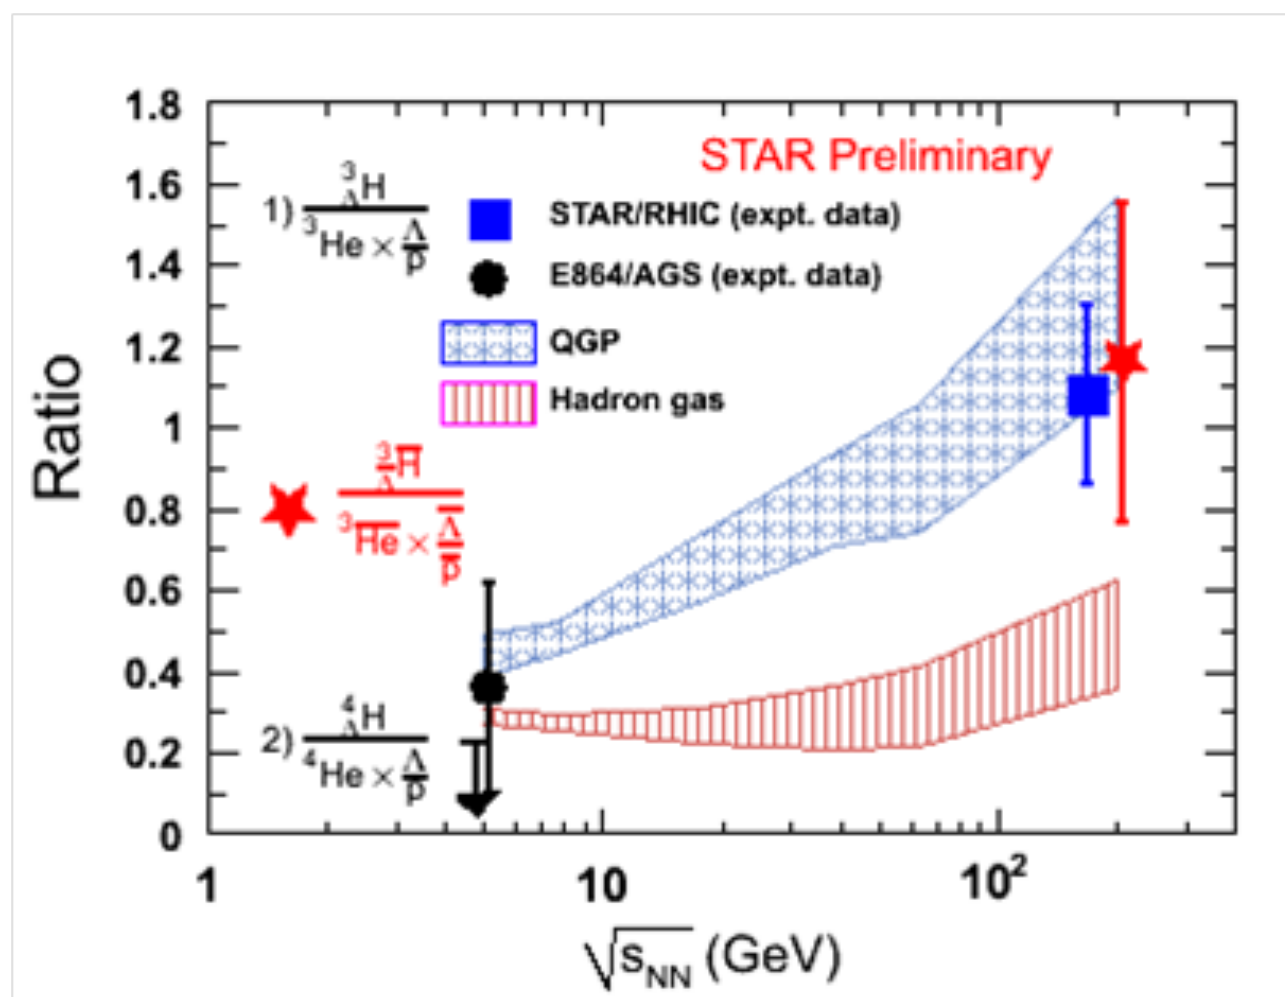 STAR Preliminary
1) ³ΛH / ³He × Λ/p
STAR/RHIC (expt. data)
E864/AGS (expt. data)
QGP
Hadron gas
³Λ̅H̅ / ³H̅e̅ × Λ̅/p̅
2) ⁴ΛH / ⁴He × Λ/p
Ratio
1.8
1.6
1.4
1.2
1
0.8
0.6
0.4
0.2
0
1 10 10²
√sNN (GeV)